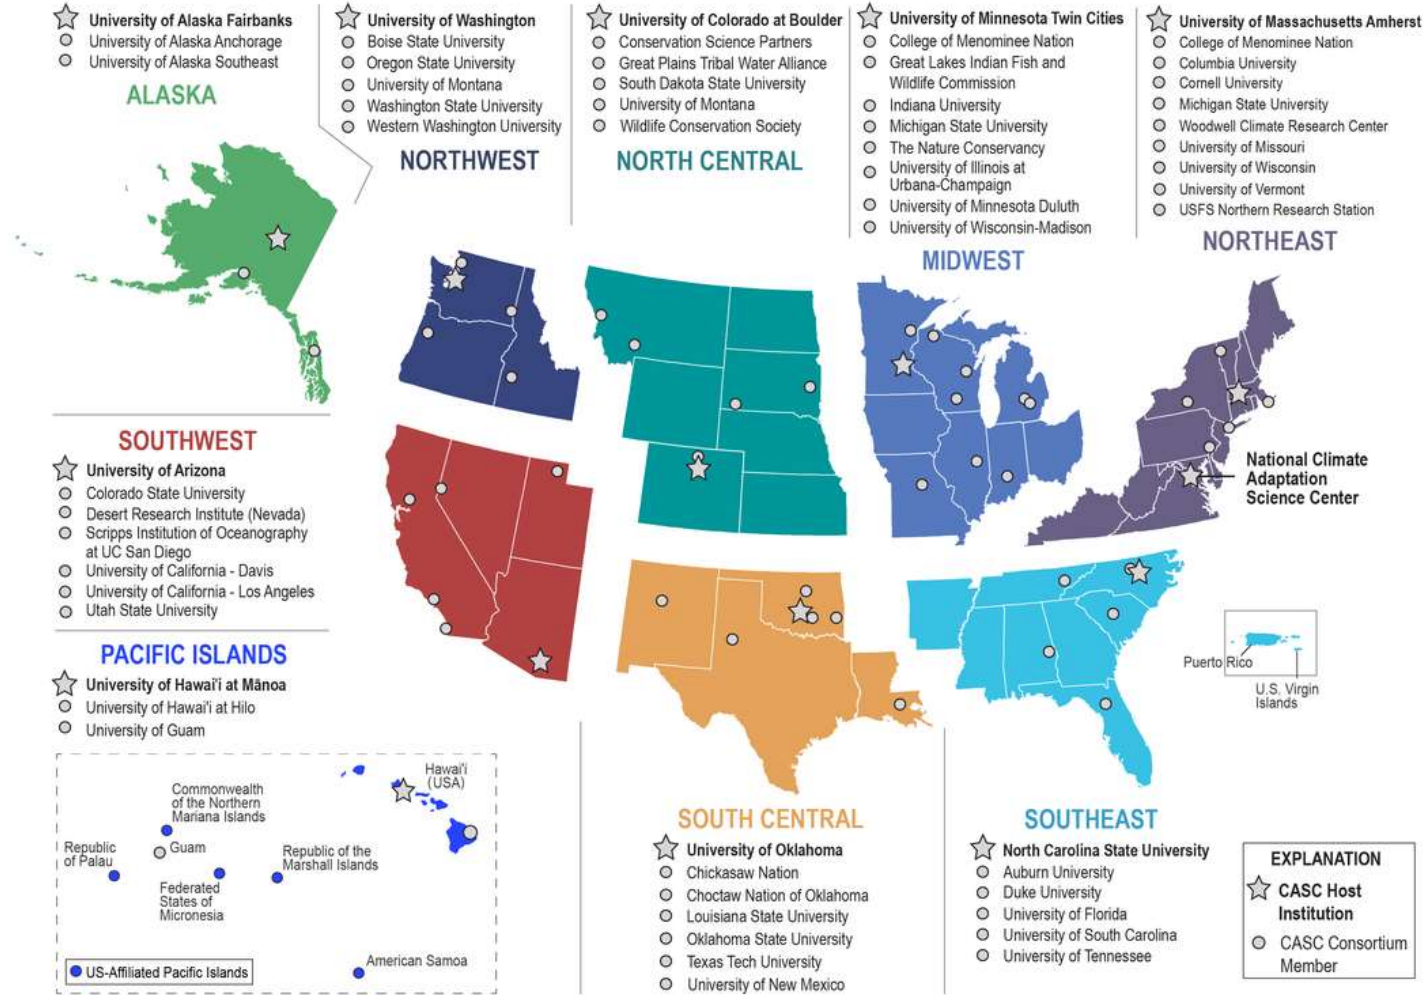 University of Alaska Fairbanks
University of Alaska Anchorage
University of Alaska Southeast
ALASKA
University of Washington
Boise State University
Oregon State University
University of Montana
Washington State University
Western Washington University
NORTHWEST
University of Colorado at Boulder
Conservation Science Partners
Great Plains Tribal Water Alliance
South Dakota State University
University of Montana
Wildlife Conservation Society
NORTH CENTRAL
University of Minnesota Twin Cities
College of Menominee Nation
Great Lakes Indian Fish and
Wildlife Commission
Indiana University
Michigan State University
The Nature Conservancy
University of Illinois at
Urbana-Champaign
University of Minnesota Duluth
University of Wisconsin-Madison
MIDWEST
University of Massachusetts Amherst
College of Menominee Nation
Columbia University
Cornell University
Michigan State University
Woodwell Climate Research Center
University of Missouri
University of Wisconsin
University of Vermont
USFS Northern Research Station
NORTHEAST
National Climate
Adaptation
Science Center
SOUTHWEST
University of Arizona
Colorado State University
Desert Research Institute (Nevada)
Scripps Institution of Oceanography
at UC San Diego
University of California - Davis
University of California - Los Angeles
Utah State University
PACIFIC ISLANDS
University of Hawai'i at Mānoa
University of Hawai'i at Hilo
University of Guam
Hawai'i
(USA)
Commonwealth
of the Northern
Mariana Islands
Republic
of Palau
Guam
Federated
States of
Micronesia
Republic of the
Marshall Islands
American Samoa
US-Affiliated Pacific Islands
SOUTH CENTRAL
University of Oklahoma
Chickasaw Nation
Choctaw Nation of Oklahoma
Louisiana State University
Oklahoma State University
Texas Tech University
University of New Mexico
Puerto Rico
U.S. Virgin
Islands
SOUTHEAST
North Carolina State University
Auburn University
Duke University
University of Florida
University of South Carolina
University of Tennessee
EXPLANATION
CASC Host
Institution
CASC Consortium
Member